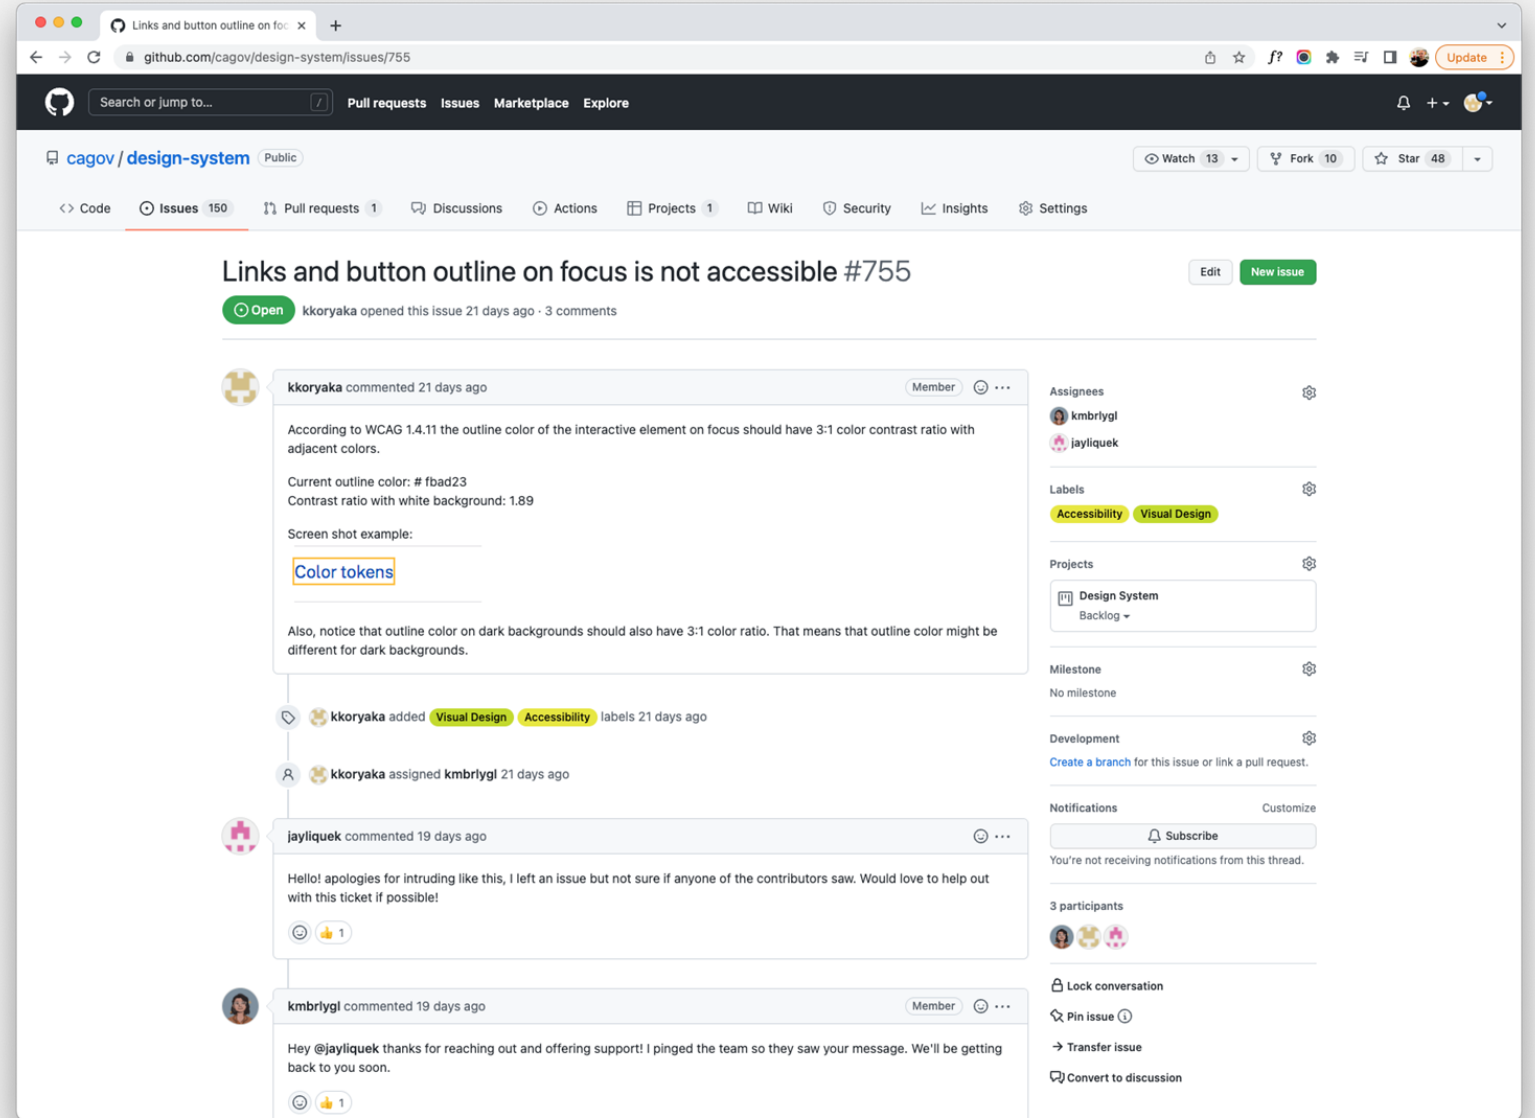 Links and button outline on foc
github.com/cagov/design-system/issues/755
f?
Update
Search or jump to...
/
Pull requests Issues Marketplace Explore
cagov / design-system Public
Watch 13 Fork 10 Star 48
Code Issues 150 Pull requests 1 Discussions Actions Projects 1 Wiki Security Insights Settings
Links and button outline on focus is not accessible #755
Edit New issue
Open kkoryaka opened this issue 21 days ago · 3 comments
kkoryaka commented 21 days ago Member
According to WCAG 1.4.11 the outline color of the interactive element on focus should have 3:1 color contrast ratio with
adjacent colors.
Current outline color: # fbad23
Contrast ratio with white background: 1.89
Screen shot example:
Color tokens
Also, notice that outline color on dark backgrounds should also have 3:1 color ratio. That means that outline color might be
different for dark backgrounds.
kkoryaka added Visual Design Accessibility labels 21 days ago
kkoryaka assigned kmbrlygl 21 days ago
jayliquek commented 19 days ago
Hello! apologies for intruding like this, I left an issue but not sure if anyone of the contributors saw. Would love to help out
with this ticket if possible!
1
kmbrlygl commented 19 days ago Member
Hey @jayliquek thanks for reaching out and offering support! I pinged the team so they saw your message. We'll be getting
back to you soon.
1
Assignees
kmbrlygl
jayliquek
Labels
Accessibility Visual Design
Projects
Design System
Backlog
Milestone
No milestone
Development
Create a branch for this issue or link a pull request.
Notifications Customize
Subscribe
You're not receiving notifications from this thread.
3 participants
Lock conversation
Pin issue
Transfer issue
Convert to discussion